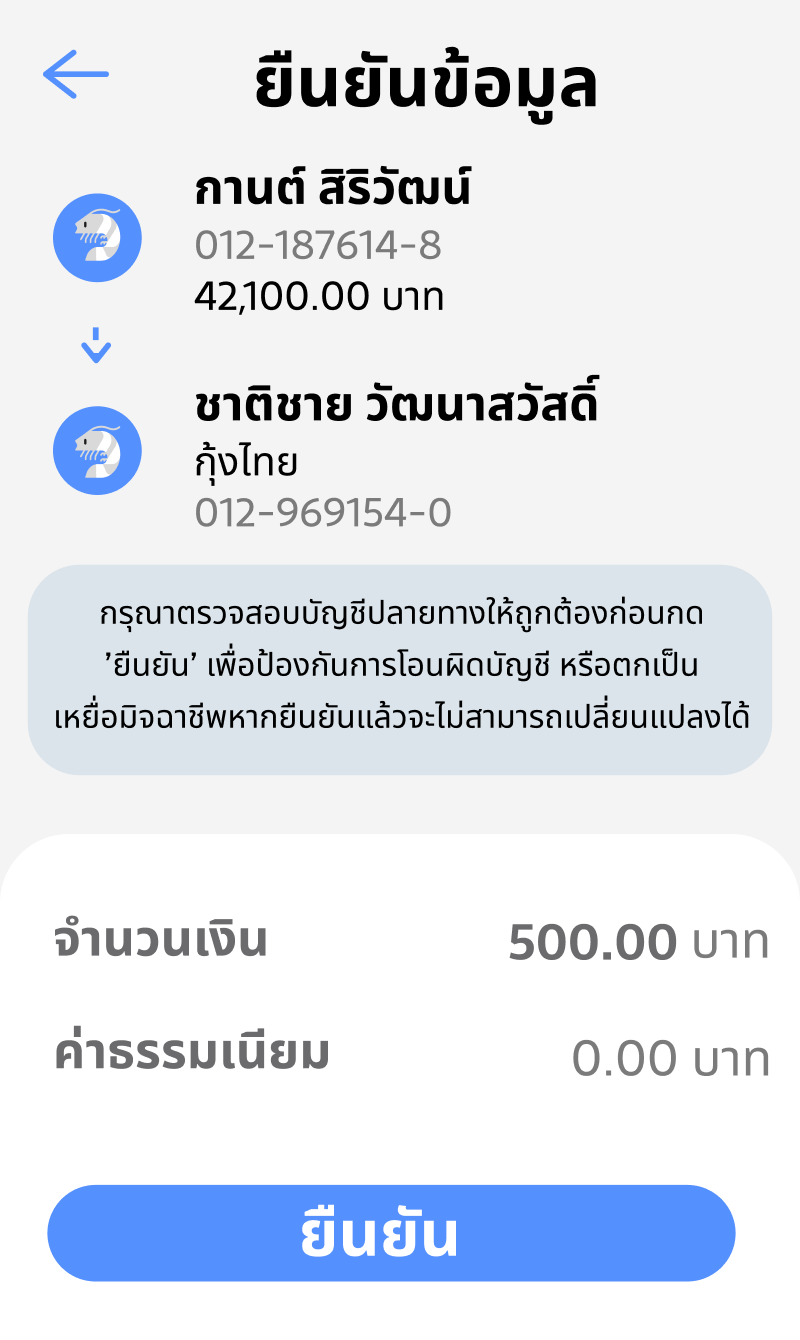 ยืนยันข้อมูล
กานต์ สิริวัฒน์
012-187614-8
42,100.00 บาท
ชาติชาย วัฒนาสวัสดิ์
กุ้งไทย
012-969154-0
กรุณาตรวจสอบบัญชีปลายทางให้ถูกต้องก่อนกด
’ยืนยัน’ เพื่อป้องกันการโอนผิดบัญชี หรือตกเป็น
เหยื่อมิจฉาชีพหากยืนยันแล้วจะไม่สามารถเปลี่ยนแปลงได้
จำนวนเงิน 500.00 บาท
ค่าธรรมเนียม 0.00 บาท
ยืนยัน